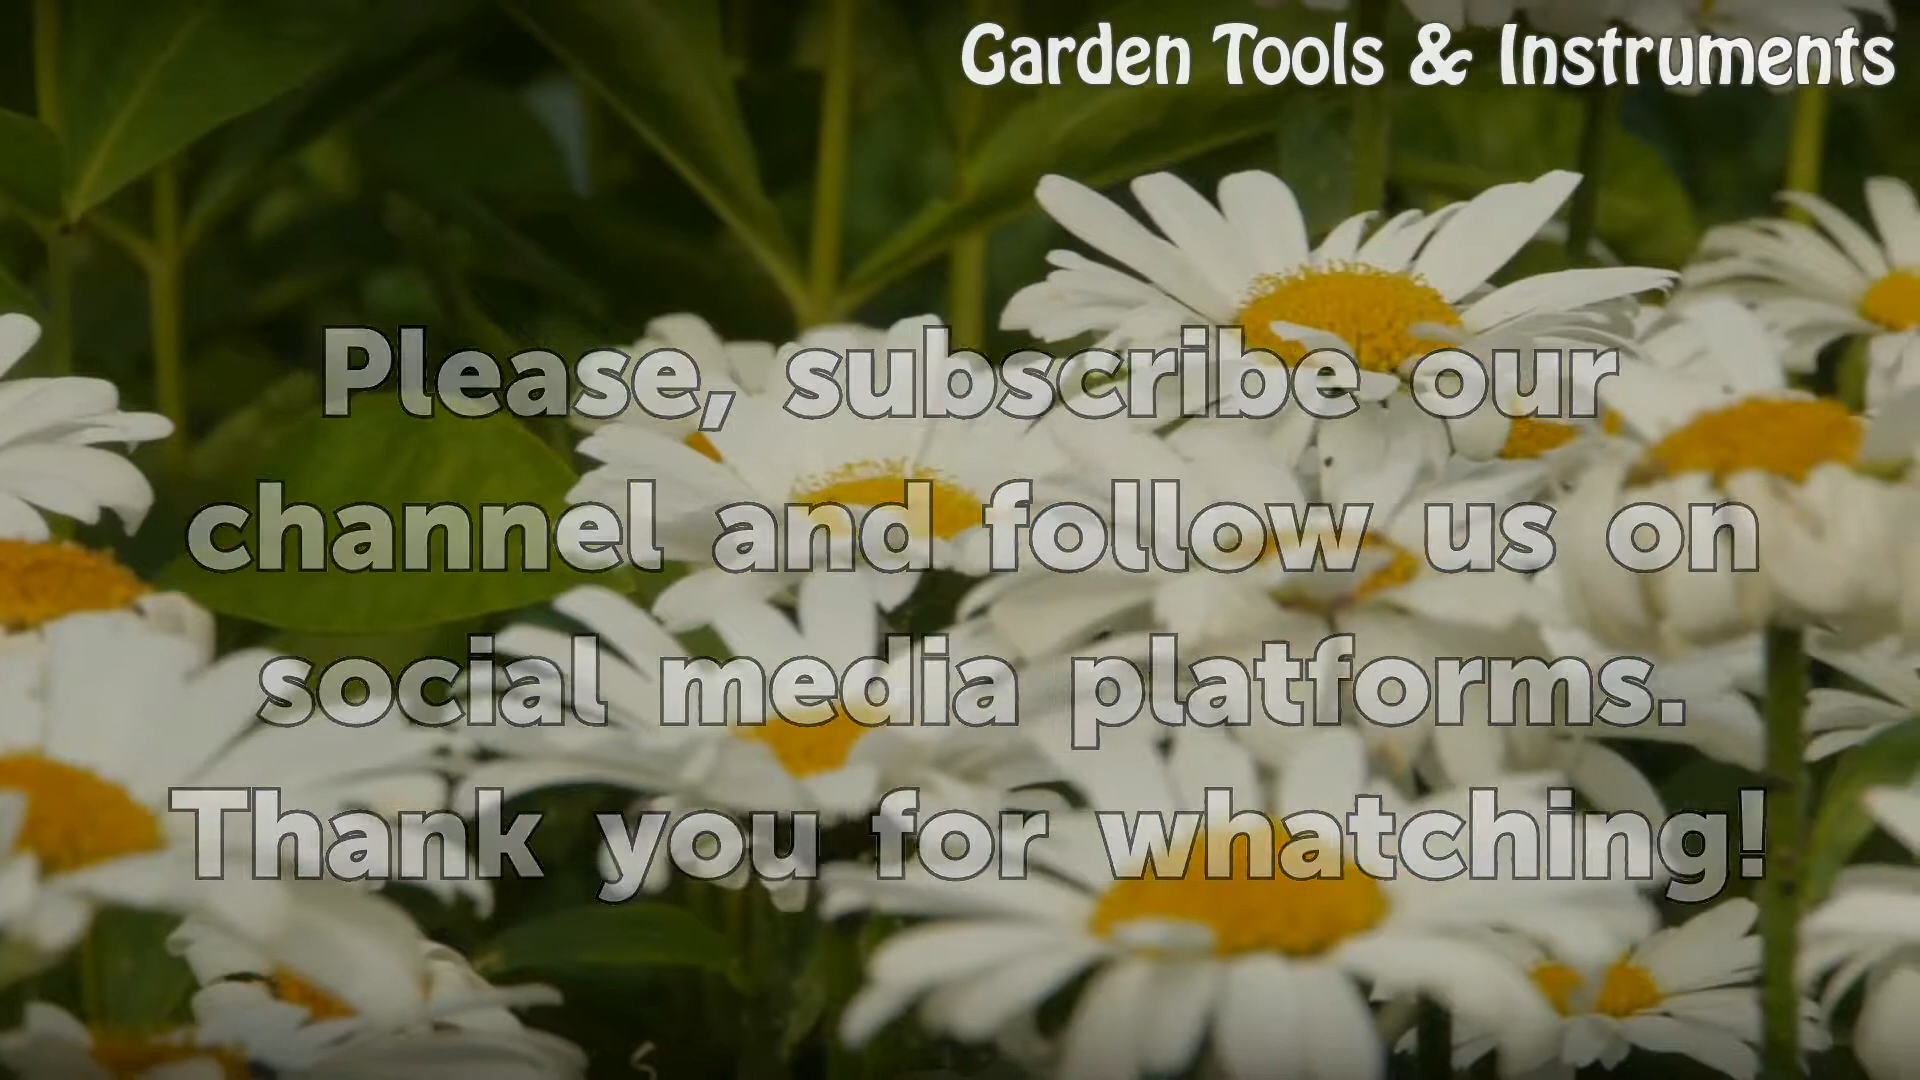 Garden Tools & Instruments
Please, subscribe our
channel and follow us on
social media platforms.
Thank you for whatching!